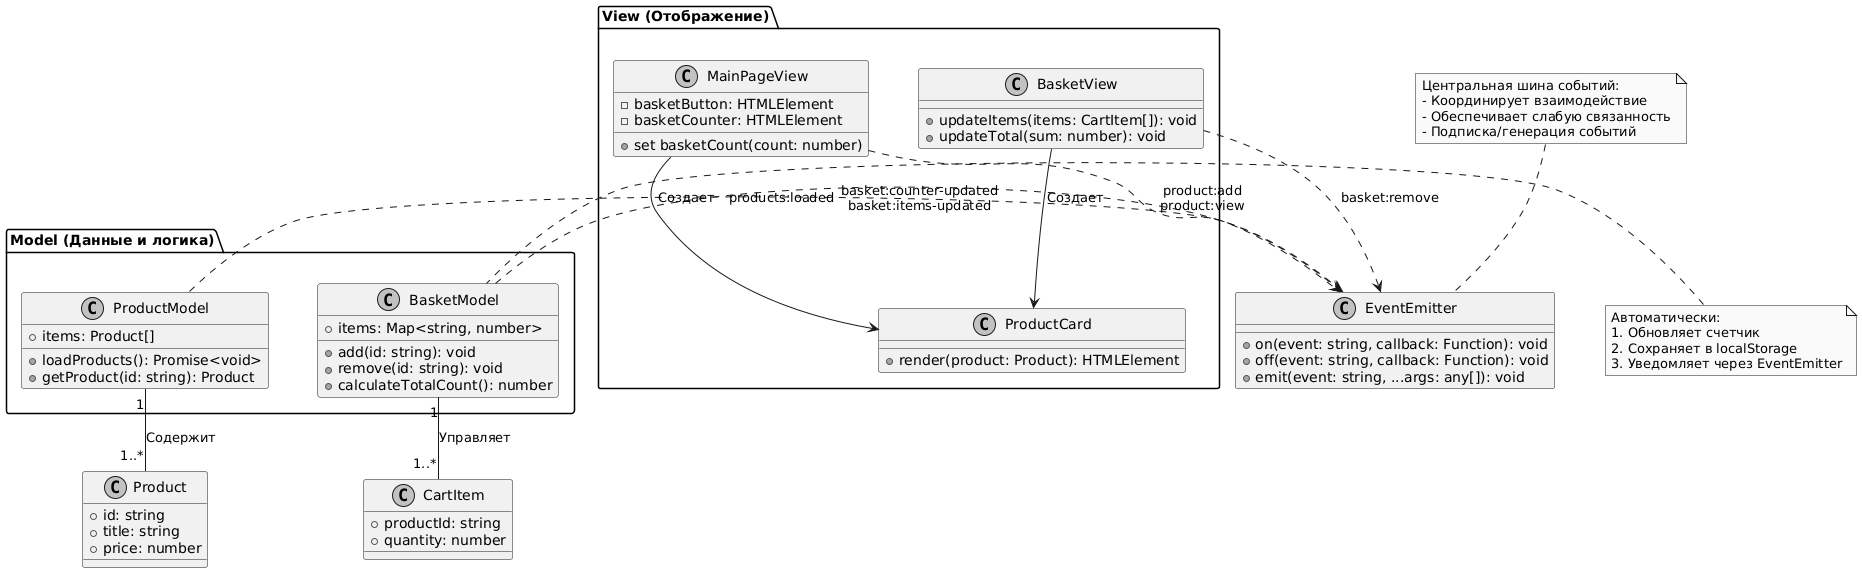 View (Отображение)
C MainPageView
basketButton: HTMLElement
basketCounter: HTMLElement
set basketCount(count: number)
C BasketView
updateItems(items: CartItem[]): void
updateTotal(sum: number): void
Центральная шина событий:
- Координирует взаимодействие
- Обеспечивает слабую связанность
- Подписка/генерация событий
Создает
products:loaded
basket:counter-updated
basket:items-updated
Создает
product:add
product:view
basket:remove
Model (Данные и логика)
C ProductModel
items: Product[]
loadProducts(): Promise<void>
getProduct(id: string): Product
C BasketModel
items: Map<string, number>
add(id: string): void
remove(id: string): void
calculateTotalCount(): number
C ProductCard
render(product: Product): HTMLElement
C EventEmitter
on(event: string, callback: Function): void
off(event: string, callback: Function): void
emit(event: string, ...args: any[]): void
Автоматически:
1. Обновляет счетчик
2. Сохраняет в localStorage
3. Уведомляет через EventEmitter
1
Содержит
1..*
1
Управляет
1..*
C Product
id: string
title: string
price: number
C CartItem
productId: string
quantity: number